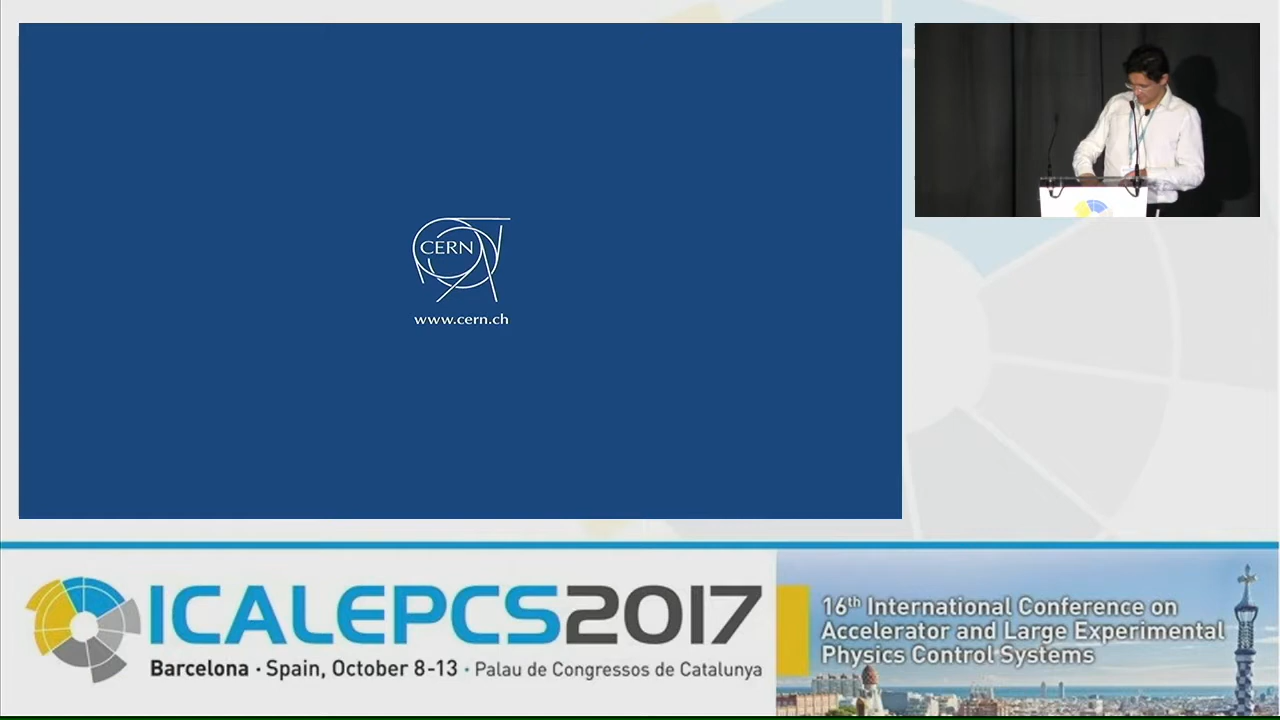 CERN
www.cern.ch
ICALEPCS2017
Barcelona · Spain, October 8-13 · Palau de Congressos de Catalunya
16th International Conference on
Accelerator and Large Experimental
Physics Control Systems